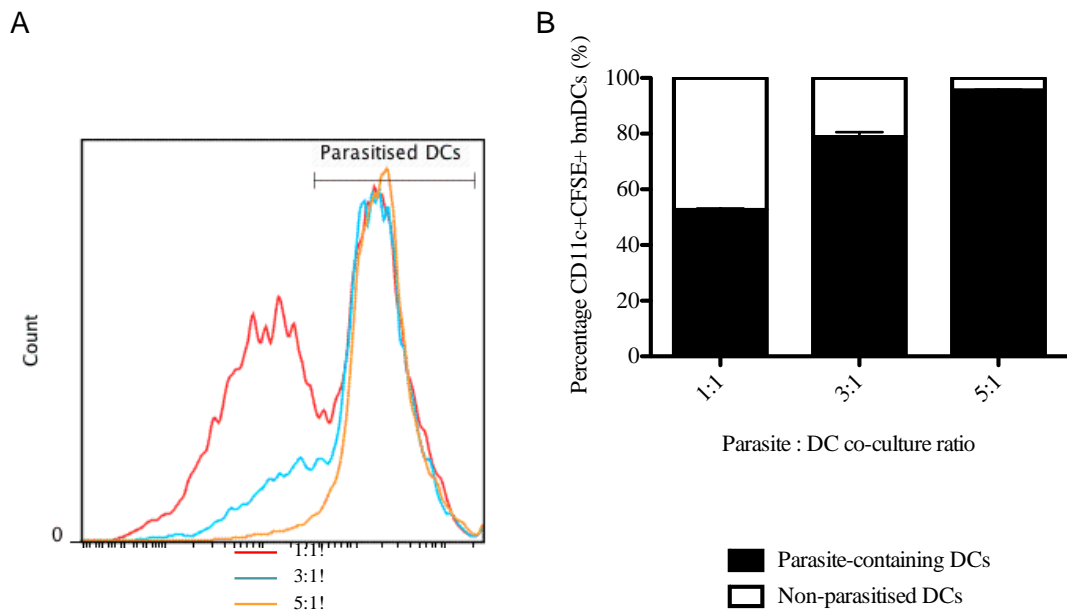 A
Parasitised DCs
Count
0
1:1!
3:1!
5:1!
B
Percentage CD11c+CFSE+ bmDCs (%)
100
80
60
40
20
0
1:1
3:1
5:1
Parasite : DC co-culture ratio
Parasite-containing DCs
Non-parasitised DCs